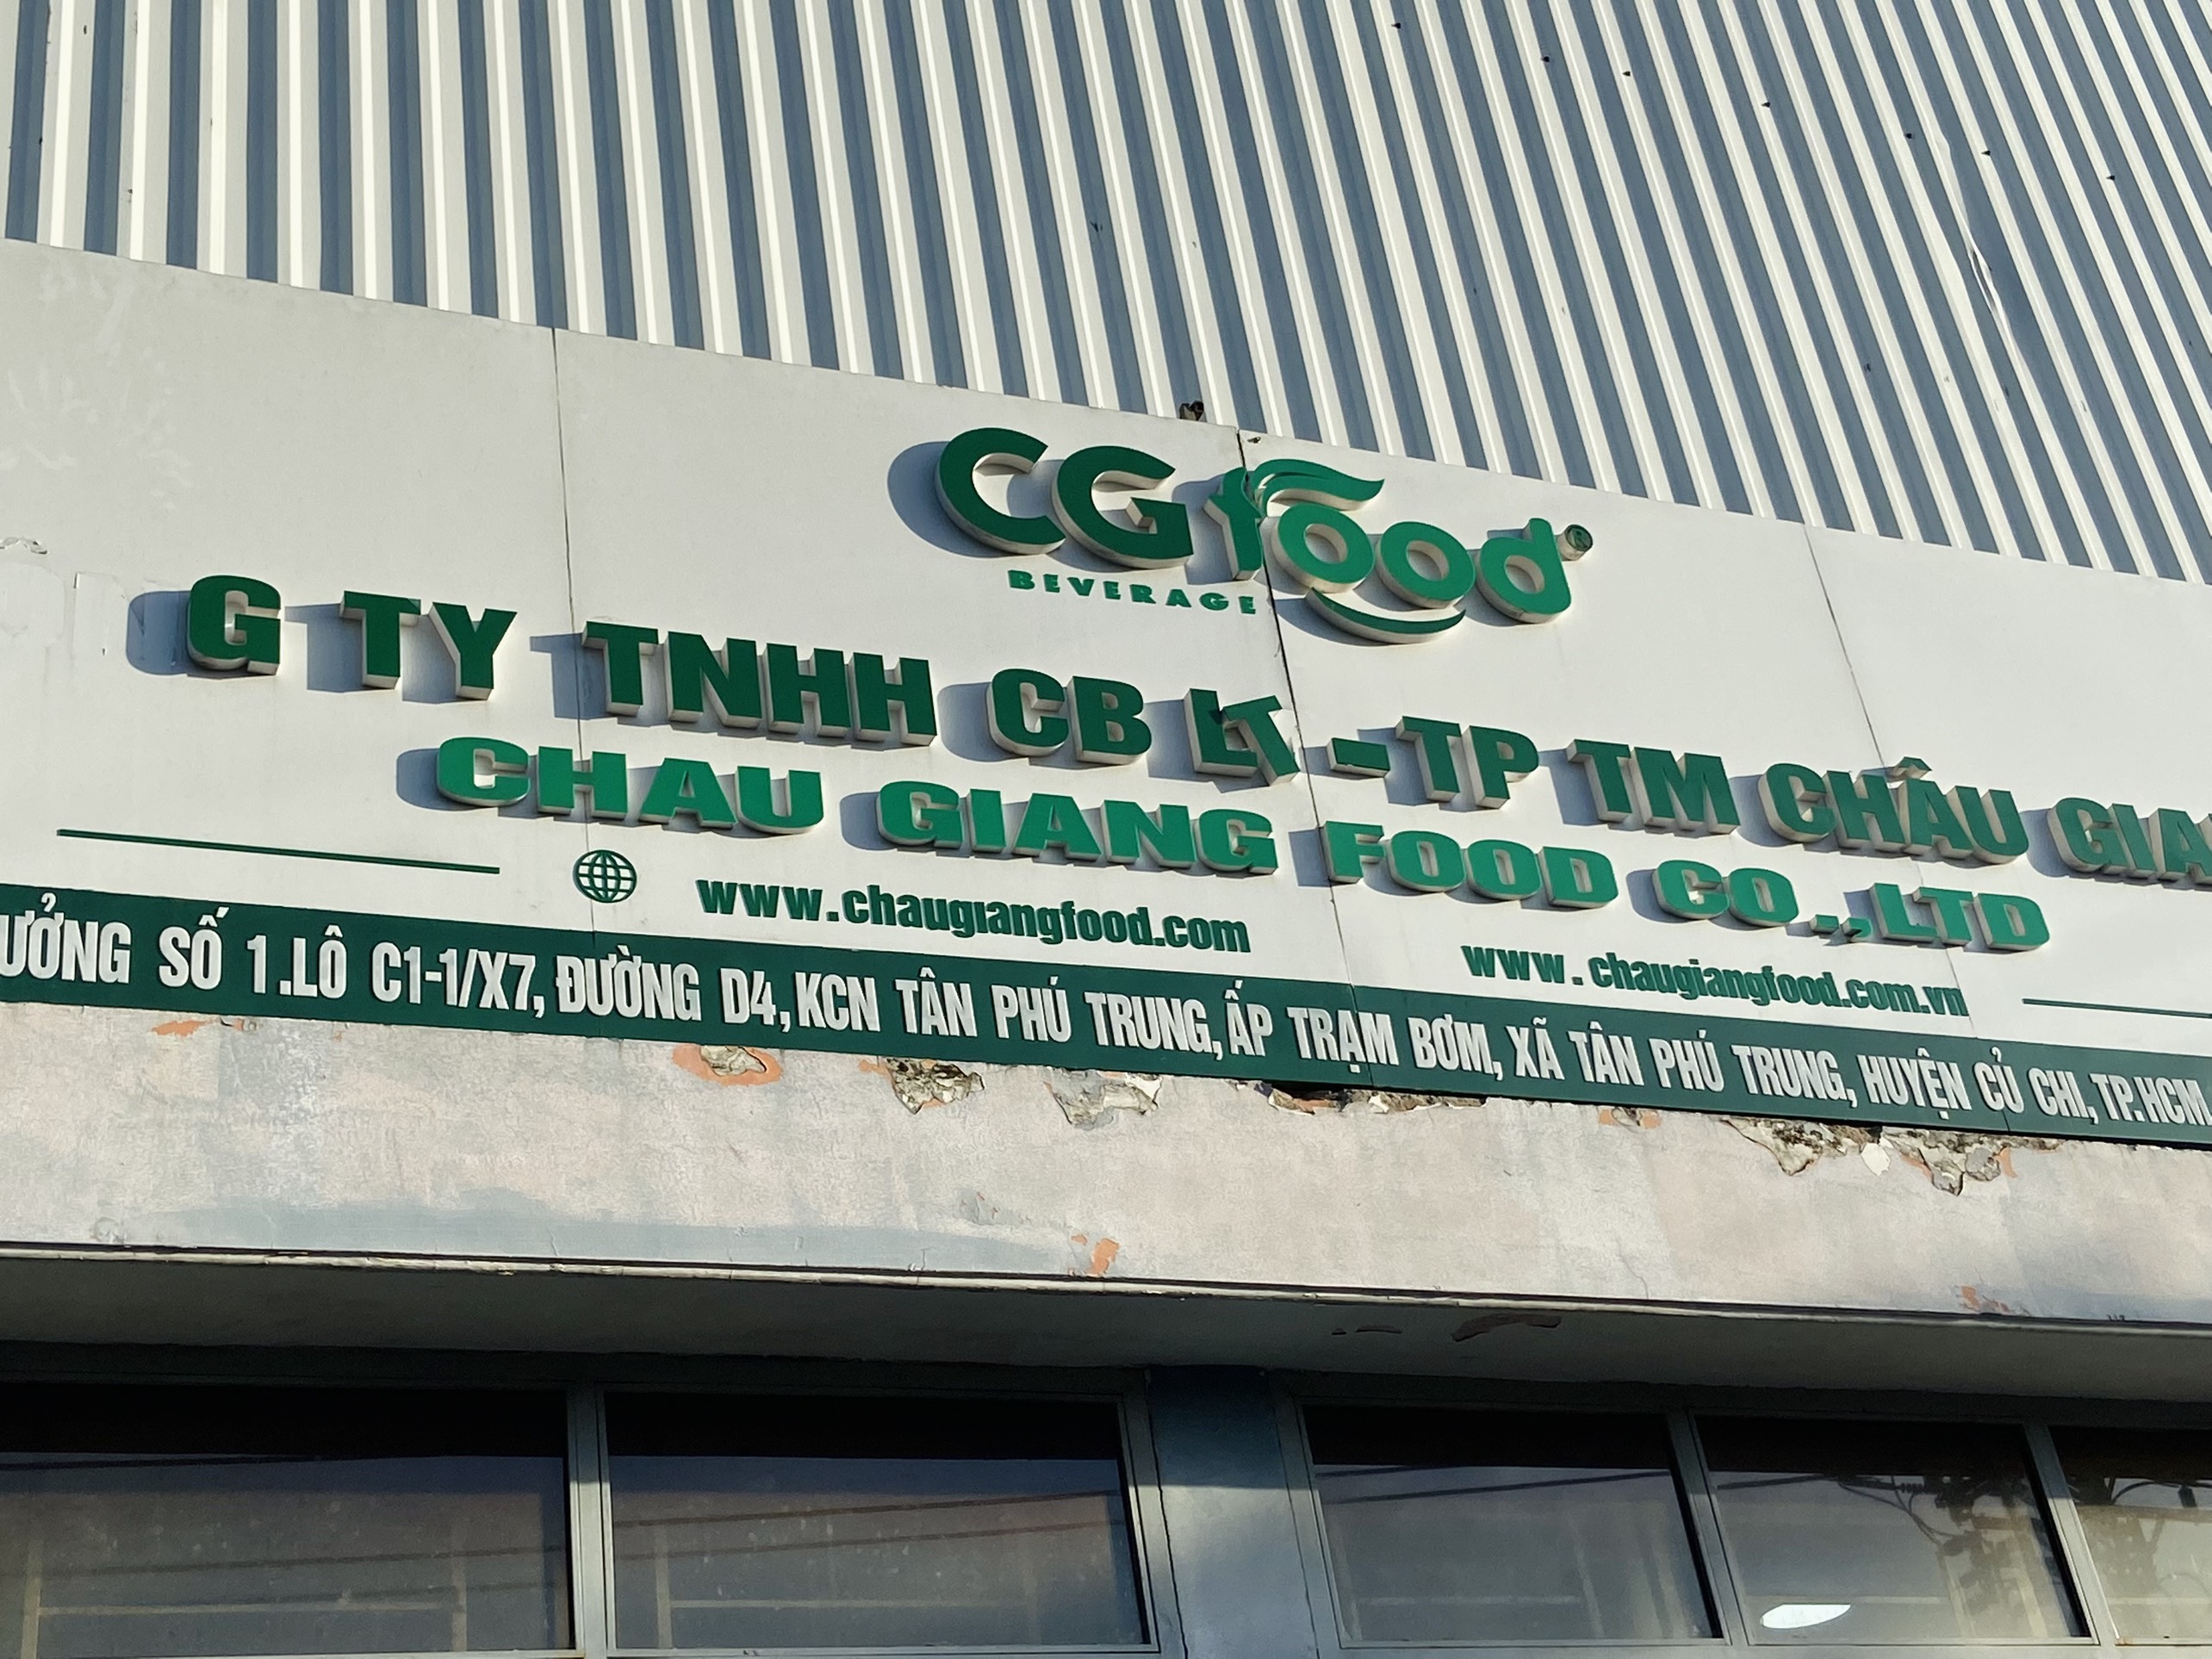 CGfood®
BEVERAGE
G TY TNHH CB LT - TP TM CHÂU GIA
CHAU GIANG FOOD CO.,LTD
www.chaugiangfood.com
www.chaugiangfood.com.vn
ƯỞNG SỐ 1.LÔ C1-1/X7, ĐƯỜNG D4, KCN TÂN PHÚ TRUNG, ẤP TRẠM BƠM, XÃ TÂN PHÚ TRUNG, HUYỆN CỦ CHI, TP.HCM